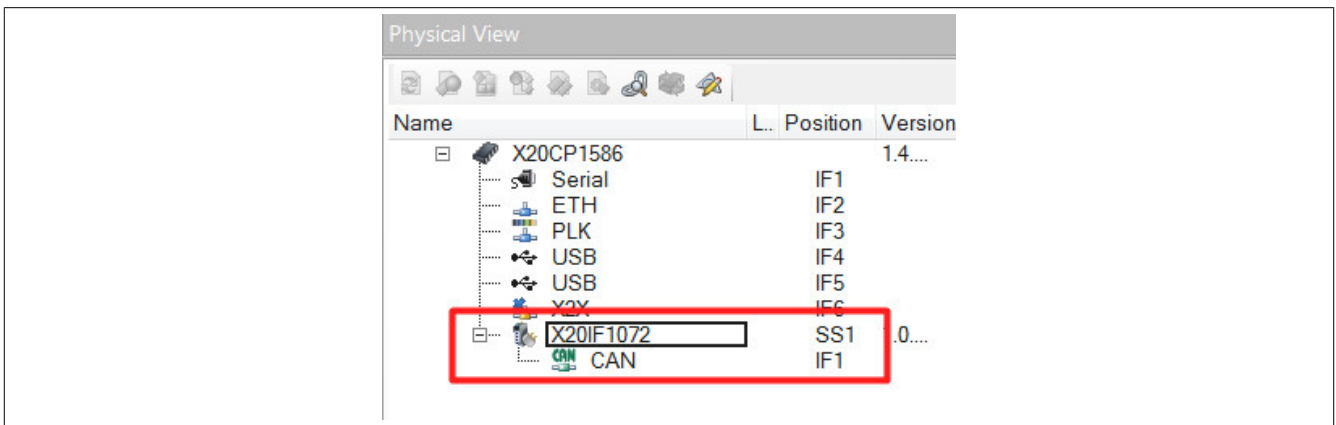 Physical View
Name L.. Position Version
X20CP1586 1.4....
Serial IF1
ETH IF2
PLK IF3
USB IF4
USB IF5
X2X IF6
X20IF1072 SS1 .0....
CAN CAN IF1